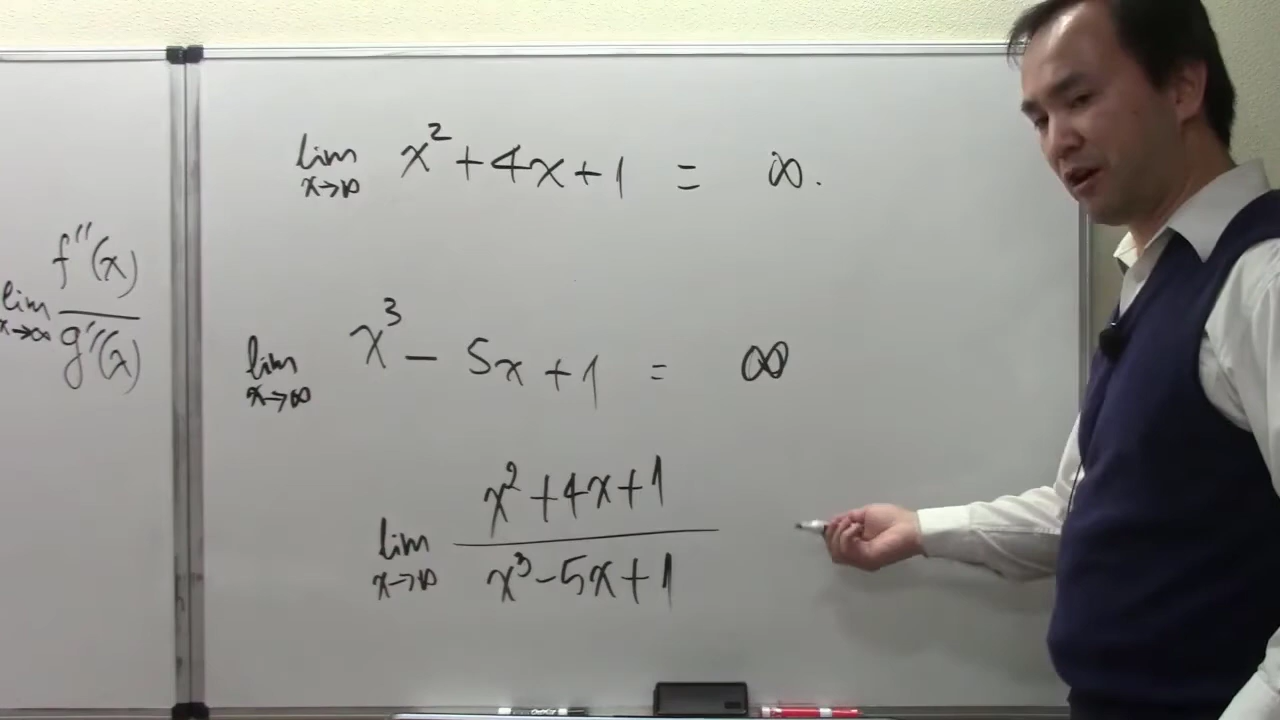 lim x→∞ f''(x) / g''(x)
lim x→∞ x² + 4x + 1 = ∞.
lim x→∞ x³ − 5x + 1 = ∞
lim x→∞ x² + 4x + 1 / x³ − 5x + 1